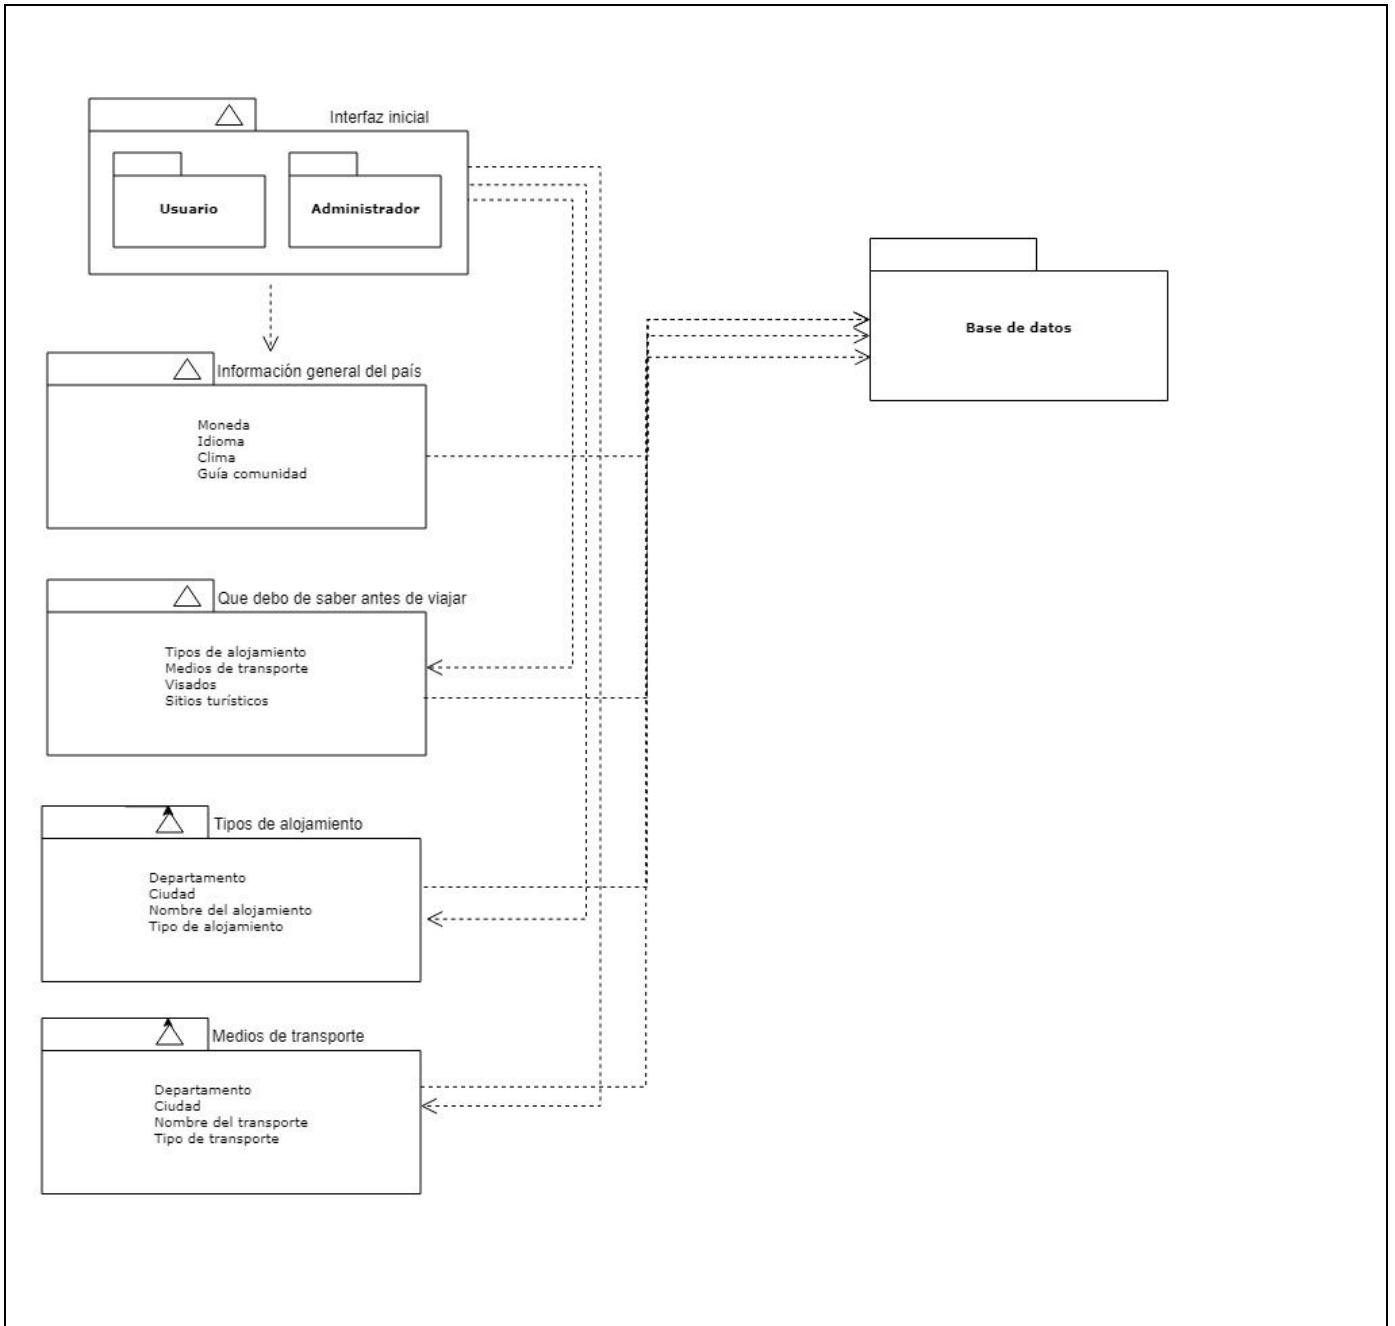 Interfaz inicial
Usuario
Administrador
Base de datos
Información general del país
Moneda
Idioma
Clima
Guía comunidad
Que debo de saber antes de viajar
Tipos de alojamiento
Medios de transporte
Visados
Sitios turísticos
Tipos de alojamiento
Departamento
Ciudad
Nombre del alojamiento
Tipo de alojamiento
Medios de transporte
Departamento
Ciudad
Nombre del transporte
Tipo de transporte